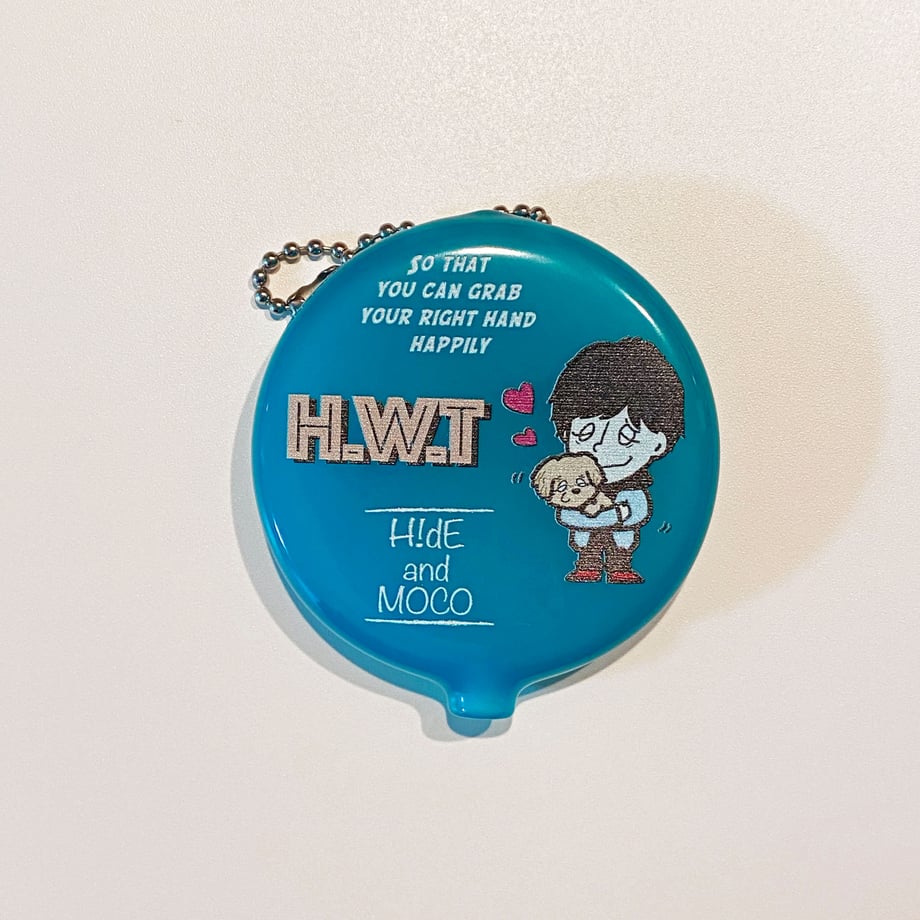 SO THAT
YOU CAN GRAB
YOUR RIGHT HAND
HAPPILY
H.W.T
H!dE
and
MOCO